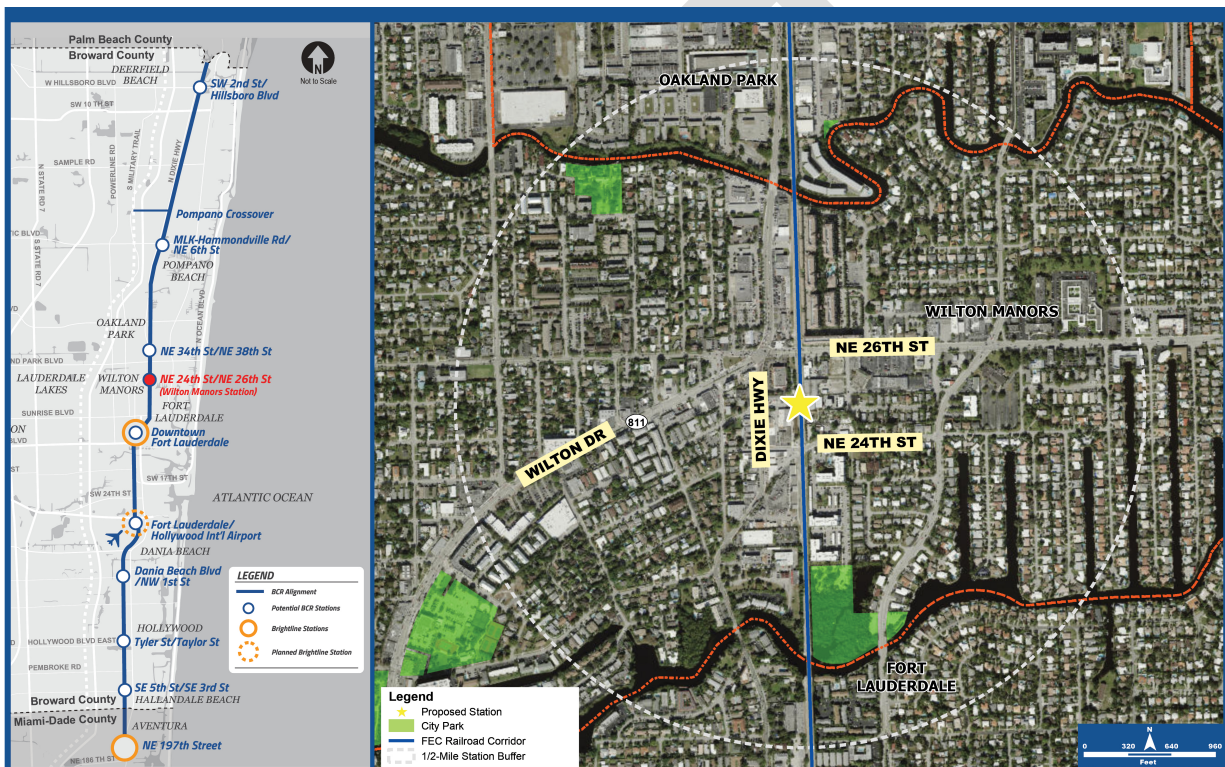 Palm Beach County
Broward County
DEERFIELD
BEACH
N
Not to Scale
W HILLSBORO BLVD
SW 2nd St/
Hillsboro Blvd
SW 10 TH ST
S MILITARY TRAIL
N DIXIE HWY
POWERLINE RD
N STATE RD 7
SAMPLE RD
Pompano Crossover
TIC BLVD
S STATE RD 7
MLK-Hammondville Rd/
NE 6th St
POMPANO
BEACH
N OCEAN BLVD
VD
OAKLAND
PARK
NE 34th St/NE 38th St
ND PARK BLVD
LAUDERDALE
LAKES
WILTON
MANORS
NE 24th St/NE 26th St
(Wilton Manors Station)
SUNRISE BLVD
FORT
LAUDERDALE
ON
BLVD
Downtown
Fort Lauderdale
ST
SW 17TH ST
SW 24TH ST
ATLANTIC OCEAN
Fort Lauderdale/
Hollywood Int'l Airport
DANIA BEACH
Dania Beach Blvd
/NW 1st St
HOLLYWOOD
D
HOLLYWOOD BLVD EAST
Tyler St/Taylor St
PEMBROKE RD
SE 5th St/SE 3rd St
Broward County
HALLANDALE BEACH
Miami-Dade County
AVENTURA
NE 197th Street
NE 186 TH ST
LEGEND
BCR Alignment
Potential BCR Stations
Brightline Stations
Planned Brightline Station
OAKLAND PARK
WILTON MANORS
NE 26TH ST
DIXIE HWY
811
WILTON DR
NE 24TH ST
FORT
LAUDERDALE
Legend
Proposed Station
City Park
FEC Railroad Corridor
1/2-Mile Station Buffer
N
0 320 640 960
Feet